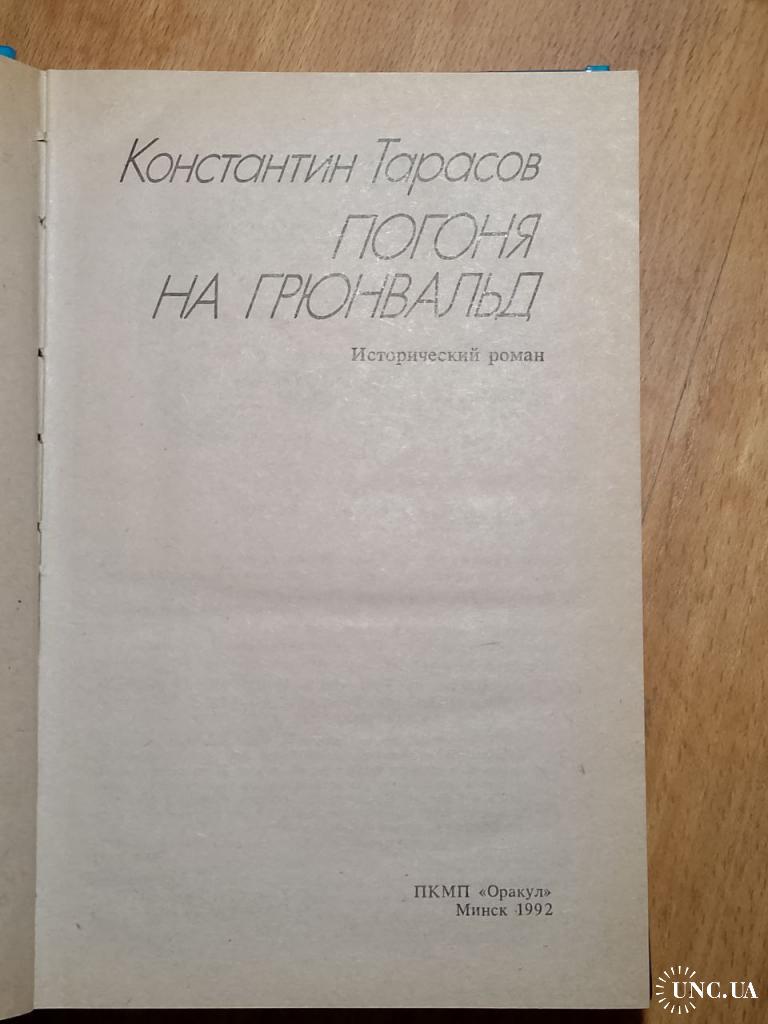 Константин Тарасов
ПОГОНЯ
НА ГРЮНВАЛЬД
Исторический роман
ПКМП «Оракул»
Минск 1992
UNC.UA